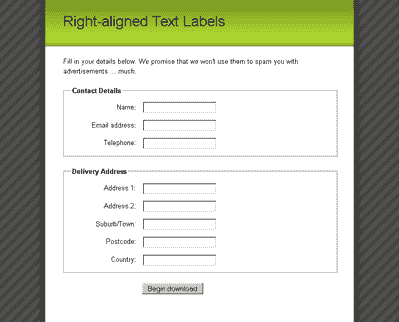 Right-aligned Text Labels
Fill in your details below. We promise that we won't use them to spam you with
advertisements ... much.
Contact Details
Name:
Email address:
Telephone:
Delivery Address
Address 1:
Address 2:
Suburb/Town:
Postcode:
Country:
Begin download